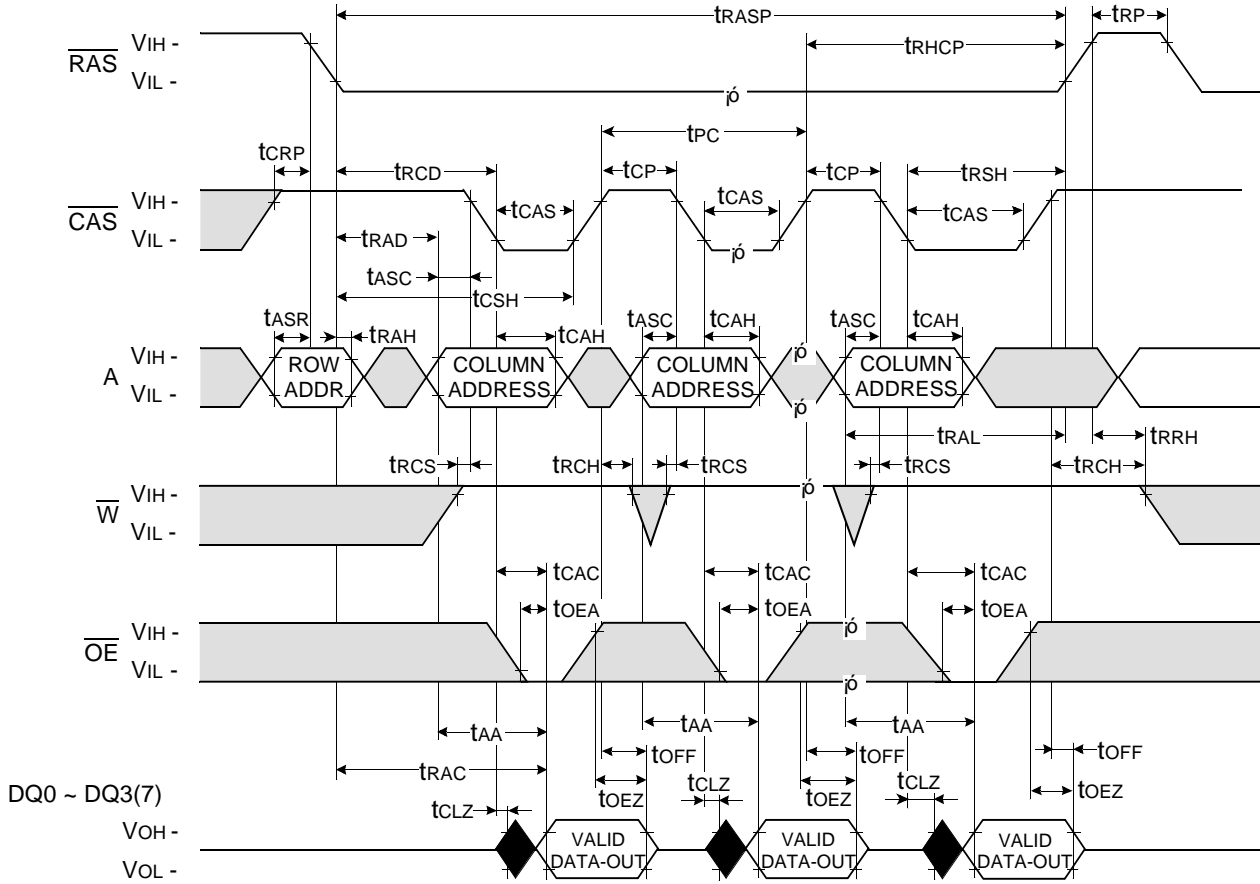 tRASP
tRP
VIH -
RAS
VIL -
tRHCP
¡ó
tPC
tCRP
tRCD
tCP
tCP
tRSH
VIH -
CAS
VIL -
tCAS
tCAS
tCAS
¡ó
tRAD
tASC
tCSH
tASR
tRAH
tCAH
tASC
tCAH
tASC
tCAH
VIH -
A
VIL -
ROW
ADDR
COLUMN
ADDRESS
COLUMN
ADDRESS
¡ó
¡ó
COLUMN
ADDRESS
tRAL
tRRH
tRCS
tRCH
tRCS
tRCS
tRCH
VIH -
W
VIL -
¡ó
tCAC
tCAC
tCAC
tOEA
tOEA
tOEA
VIH -
OE
VIL -
¡ó
¡ó
tAA
tAA
tAA
tOFF
tOFF
tOFF
tRAC
DQ0 ~ DQ3(7)
tCLZ
tOEZ
tCLZ
tOEZ
tCLZ
tOEZ
VOH -
VOL -
VALID
DATA-OUT
VALID
DATA-OUT
VALID
DATA-OUT